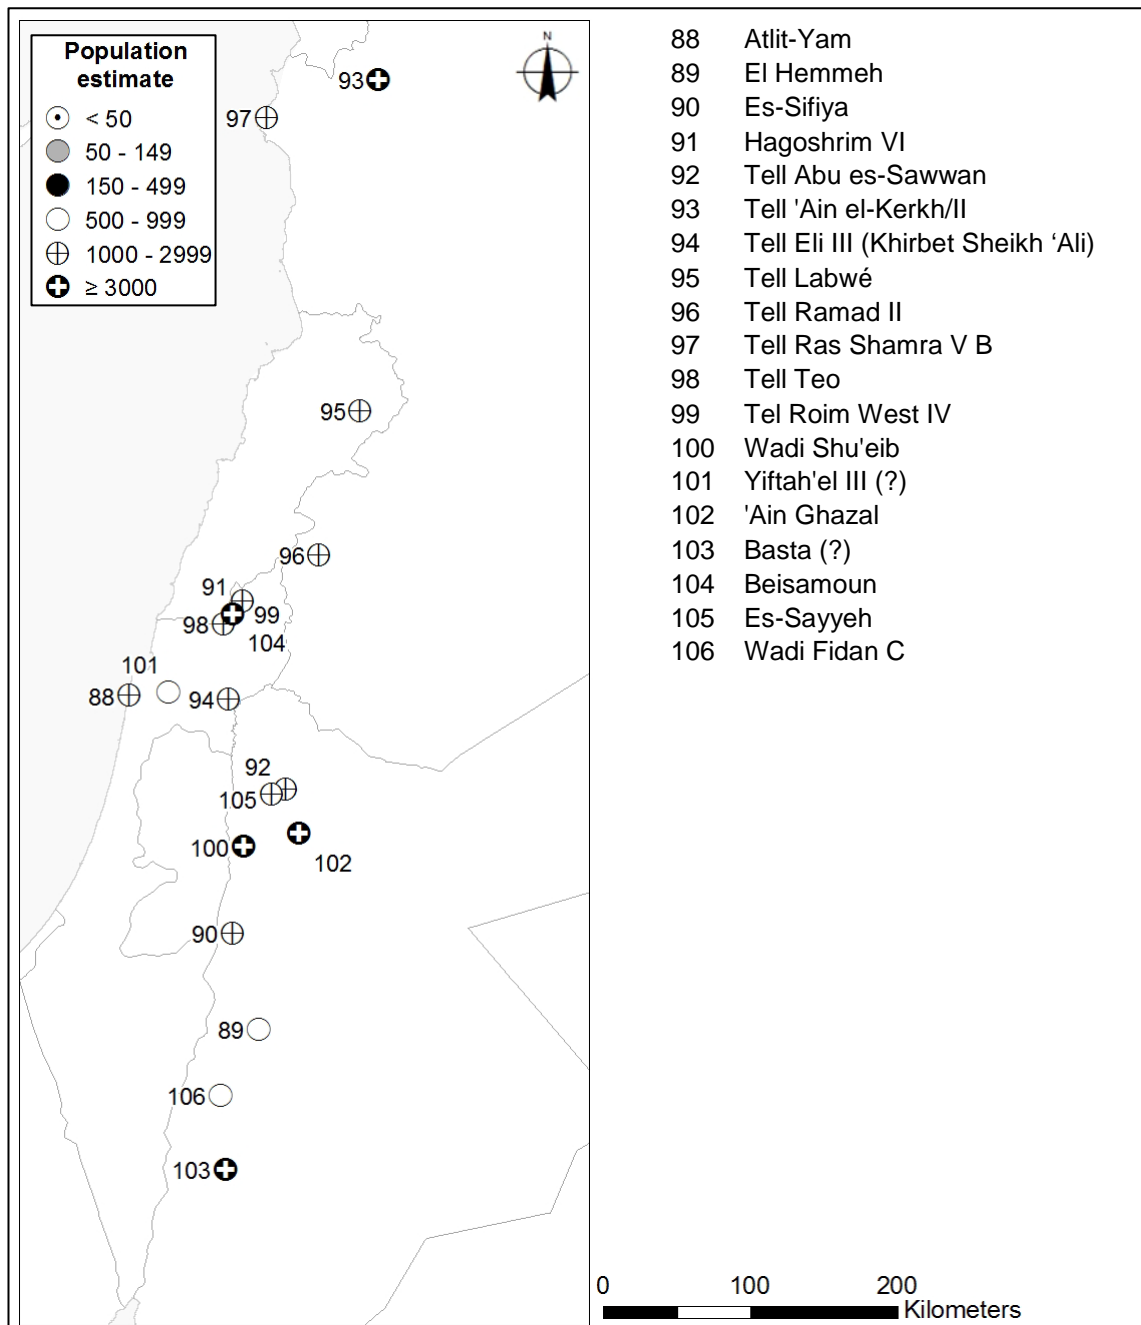 Population
estimate
< 50
50 - 149
150 - 499
500 - 999
1000 - 2999
≥ 3000
N
93
97
95
96
91
99
98
104
101
88
94
92
105
100
102
90
89
106
103
88 Atlit-Yam
89 El Hemmeh
90 Es-Sifiya
91 Hagoshrim VI
92 Tell Abu es-Sawwan
93 Tell 'Ain el-Kerkh/II
94 Tell Eli III (Khirbet Sheikh ‘Ali)
95 Tell Labwé
96 Tell Ramad II
97 Tell Ras Shamra V B
98 Tell Teo
99 Tel Roim West IV
100 Wadi Shu'eib
101 Yiftah'el III (?)
102 'Ain Ghazal
103 Basta (?)
104 Beisamoun
105 Es-Sayyeh
106 Wadi Fidan C
0 100 200
Kilometers